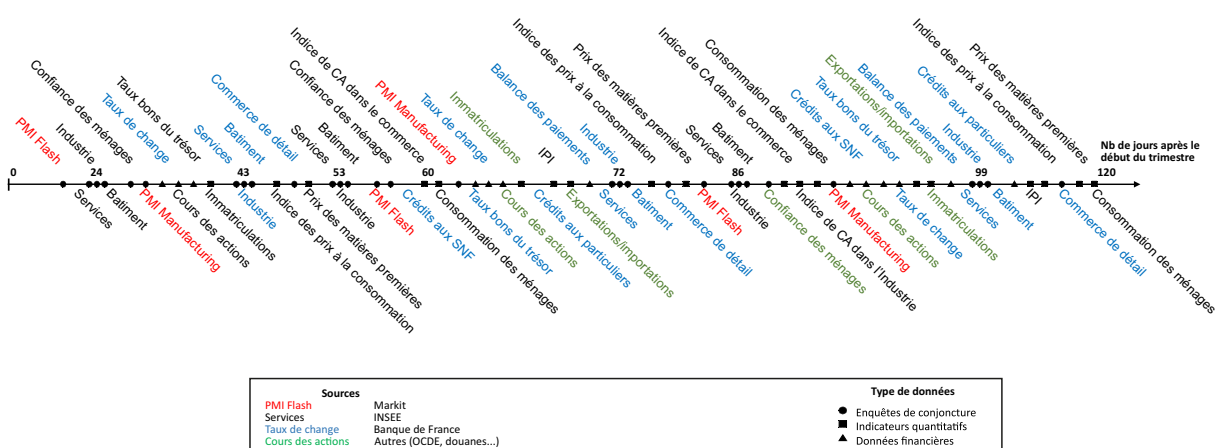 PMI Flash
Industrie
Confiance des ménages
Taux de change
Taux bons du trésor
Services
Batiment
Commerce de détail
Services
Batiment
Confiance des ménages
Indice de CA dans le commerce
PMI Manufacturing
Taux de change
Immatriculations
Balance des paiements
IPI
Industrie
Indice des prix à la consommation
Prix des matières premières
Services
Batiment
Indice de CA dans le commerce
Consommation des ménages
Crédits aux SNF
Taux bons du trésor
Exportations/importations
Balance des paiements
Industrie
Crédits aux particuliers
Indice des prix à la consommation
Prix des matières premières
Nb de jours après le
début du trimestre
0 24 43 53 60 72 86 99 120
Services
Batiment
PMI Manufacturing
Cours des actions
Immatriculations
Industrie
Indice des prix à la consommation
Prix des matières premières
Industrie
PMI Flash
Crédits aux SNF
Consommation des ménages
Taux bons du trésor
Cours des actions
Crédits aux particuliers
Exportations/importations
Services
Batiment
Commerce de détail
PMI Flash
Industrie
Confiance des ménages
Indice de CA dans l'Industrie
PMI Manufacturing
Cours des actions
Taux de change
Immatriculations
Services
Batiment
IPI
Commerce de détail
Consommation des ménages
Sources
PMI Flash Markit
Services INSEE
Taux de change Banque de France
Cours des actions Autres (OCDE, douanes...)
Type de données
Enquêtes de conjoncture
Indicateurs quantitatifs
Données financières